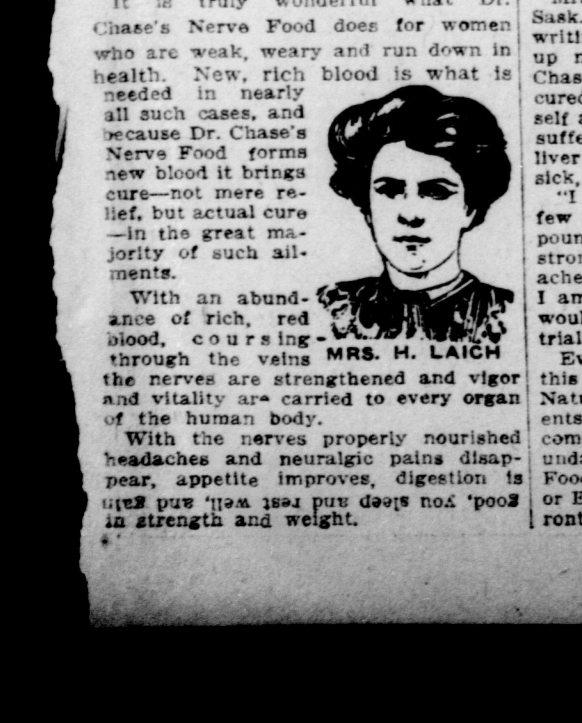 It is truly wonderful what Dr.
Chase's Nerve Food does for women
who are weak, weary and run down in
health. New, rich blood is what is
needed in nearly
all such cases, and
because Dr. Chase's
Nerve Food forms
new blood it brings
cure—not mere re-
lief, but actual cure
—in the great ma-
jority of such ail-
ments.
With an abund-
ance of rich, red
blood, coursing
through the veins
MRS. H. LAICH
the nerves are strengthened and vigor
and vitality are carried to every organ
of the human body.
With the nerves properly nourished
headaches and neuralgic pains disap-
pear, appetite improves, digestion is
good, you sleep and rest well, and gain
in strength and weight.
Sask.
writi
up
Chas
cured
self
suffe
liver
sick,
"I
few
poun
stron
ache
I am
woul
trial
Ev
this
Natu
ents
com
unda
Food
or
ront